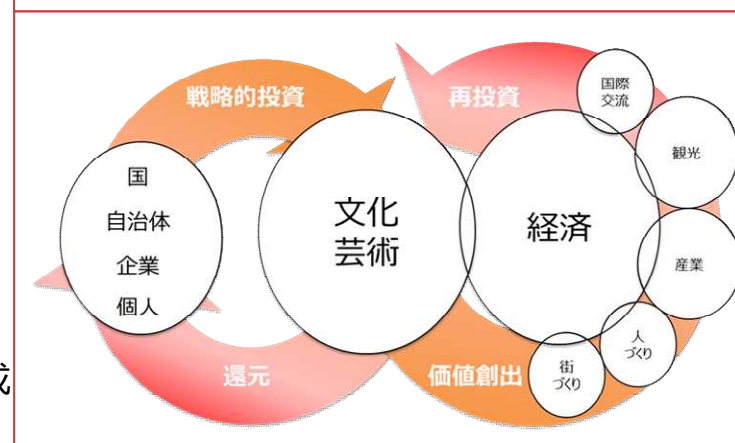 戦略的投資
再投資
国際
交流
観光
国
自治体
企業
個人
文化
芸術
経済
産業
人
づくり
街
づくり
還元
価値創出
成